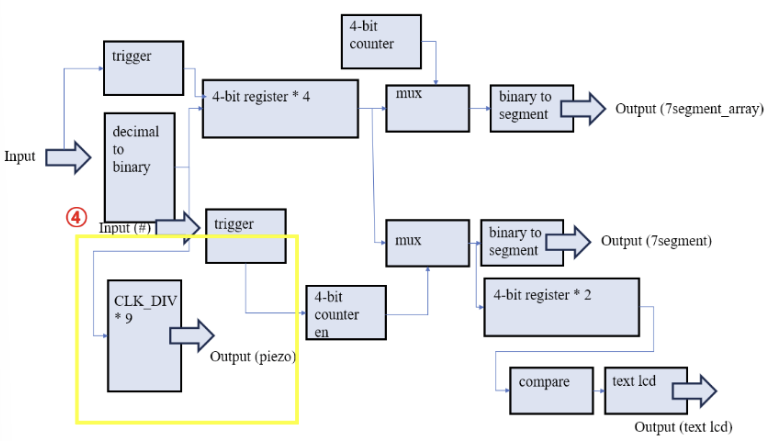 4-bit
counter
trigger
4-bit register * 4
mux
binary to
segment
Output (7segment_array)
Input
decimal
to
binary
④
Input (#)
trigger
mux
binary to
segment
Output (7segment)
CLK_DIV
* 9
Output (piezo)
4-bit
counter
en
4-bit register * 2
compare
text lcd
Output (text lcd)